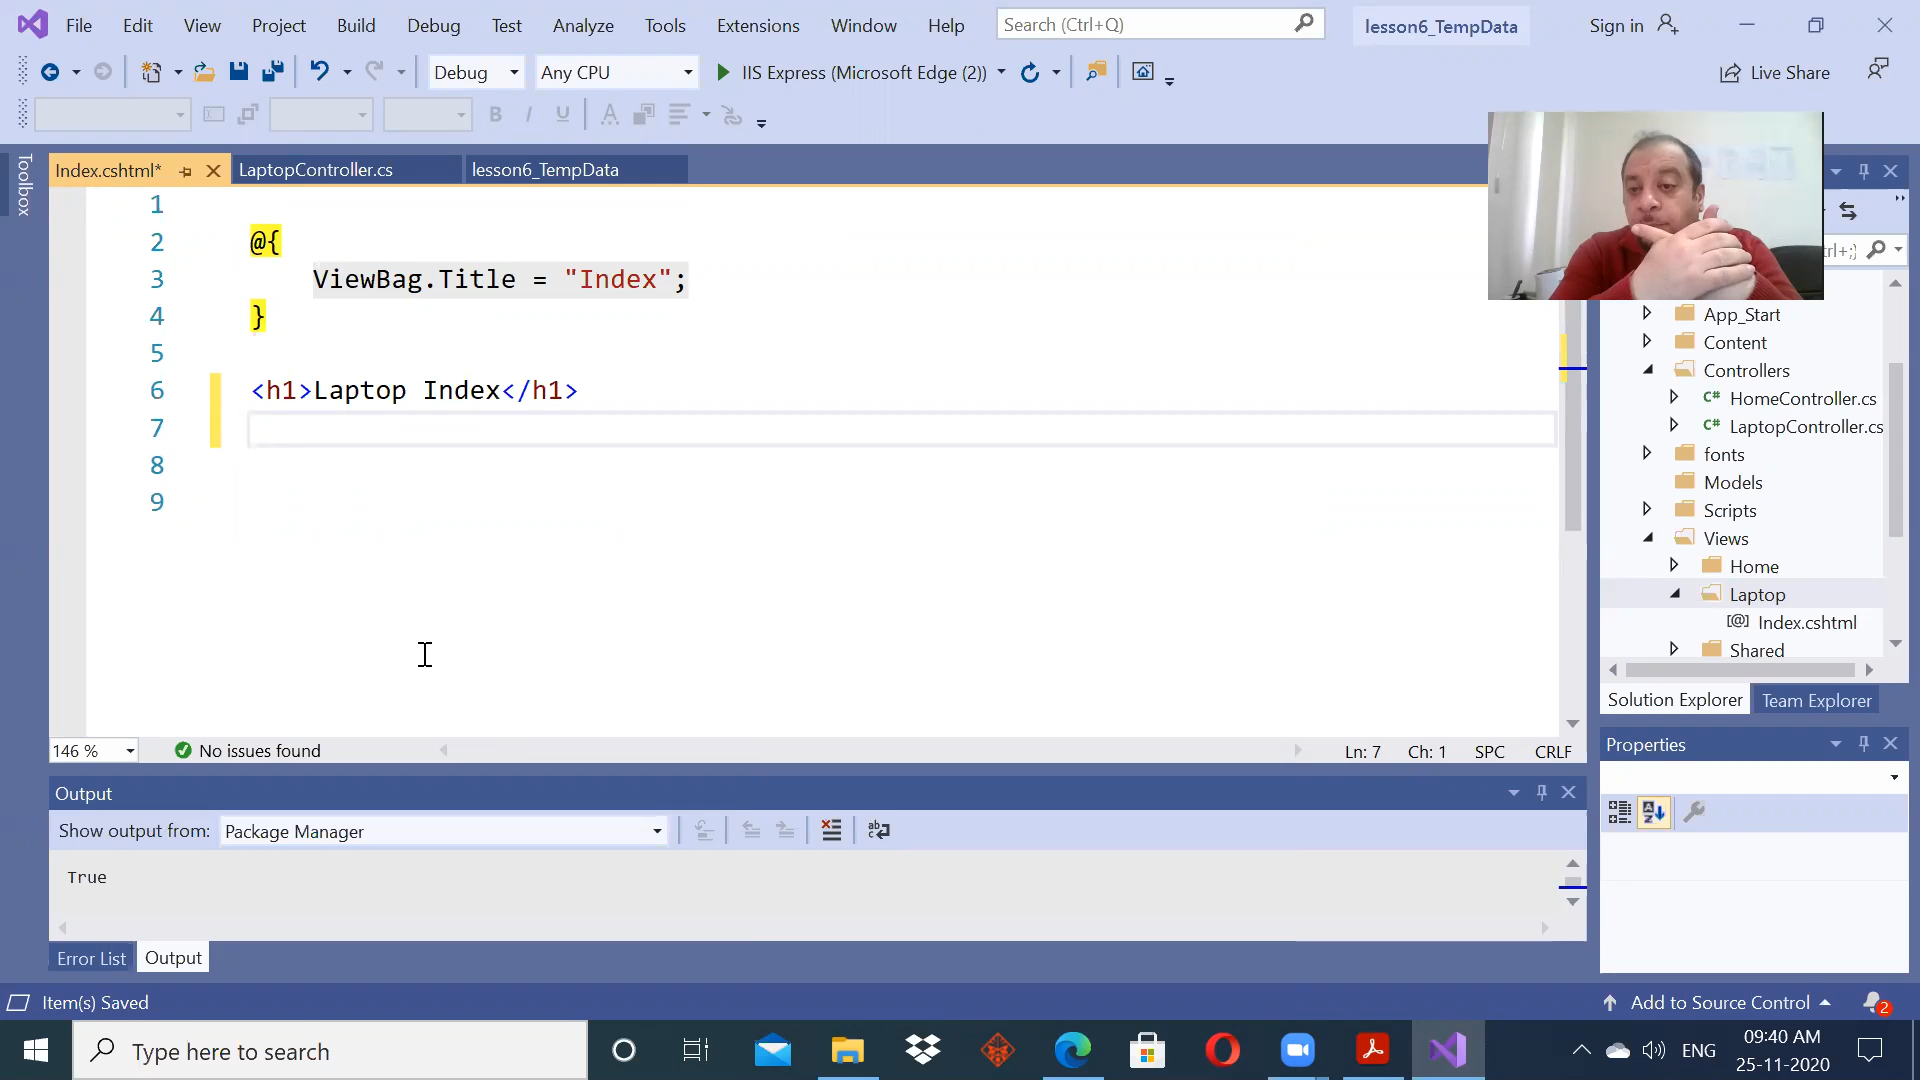 File Edit View Project Build Debug Test Analyze Tools Extensions Window Help Search (Ctrl+Q) lesson6_TempData Sign in
Debug Any CPU IIS Express (Microsoft Edge (2)) Live Share
Toolbox
Index.cshtml* LaptopController.cs lesson6_TempData
1
2 @{
3 ViewBag.Title = "Index";
4 }
5
6 <h1>Laptop Index</h1>
7
8
9
trl+;)
App_Start
Content
Controllers
C# HomeController.cs
C# LaptopController.cs
fonts
Models
Scripts
Views
Home
Laptop
[@] Index.cshtml
Shared
Solution Explorer Team Explorer
146 % No issues found Ln: 7 Ch: 1 SPC CRLF
Properties
Output
Show output from: Package Manager
True
Error List Output
Item(s) Saved Add to Source Control 2
Type here to search ENG 09:40 AM
25-11-2020